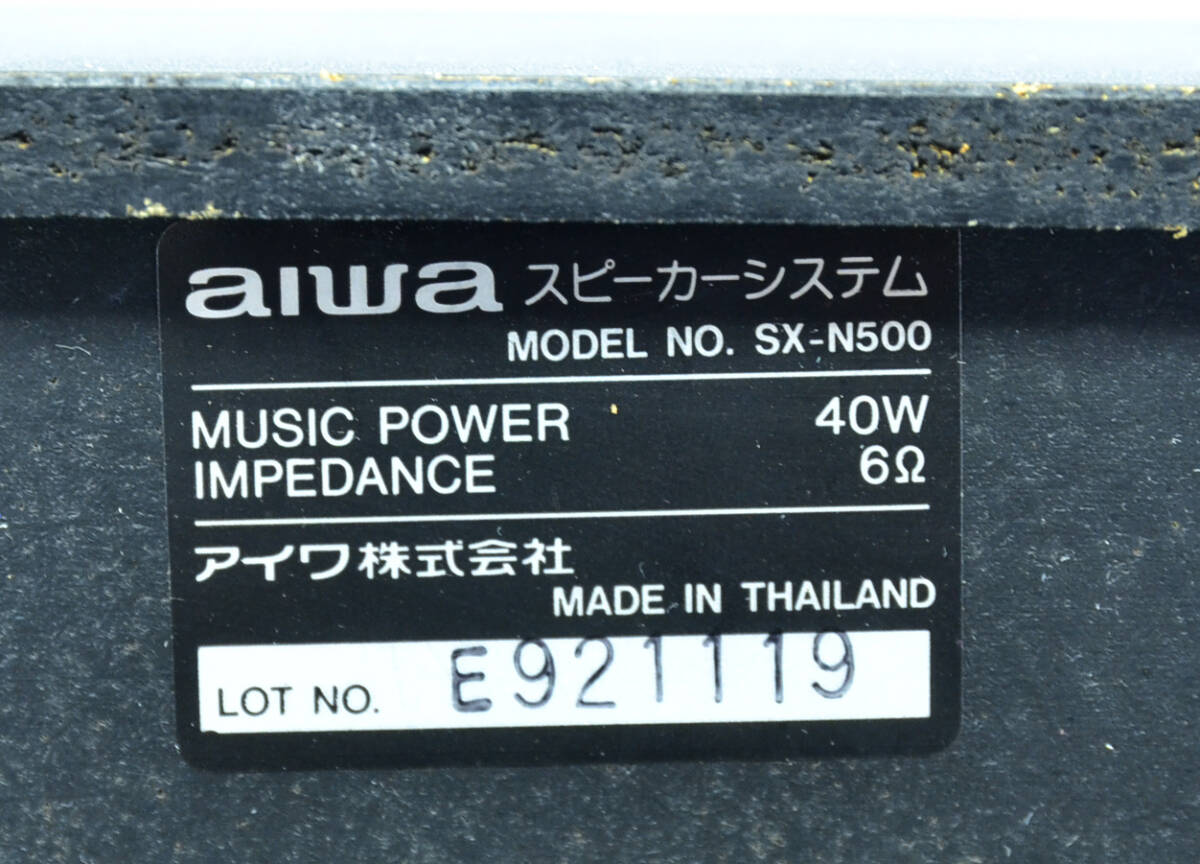 aiwa スピーカーシステム
MODEL NO. SX-N500
MUSIC POWER 40W
IMPEDANCE 6Ω
アイワ株式会社
MADE IN THAILAND
LOT NO. E921119